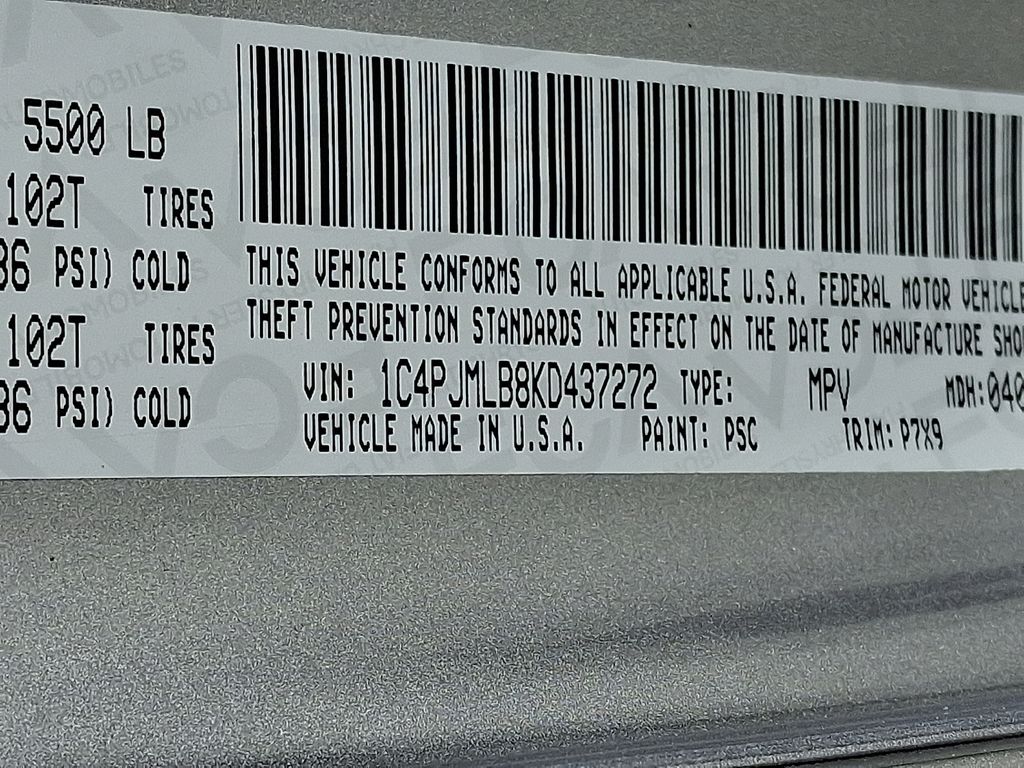 5500 LB
102T TIRES
36 PSI) COLD
102T TIRES
36 PSI) COLD
THIS VEHICLE CONFORMS TO ALL APPLICABLE U.S.A. FEDERAL MOTOR VEHICLE
THEFT PREVENTION STANDARDS IN EFFECT ON THE DATE OF MANUFACTURE SHO
VIN: 1C4PJMLB8KD437272 TYPE: MPV MDH: 040
VEHICLE MADE IN U.S.A. PAINT: PSC TRIM: P7X9